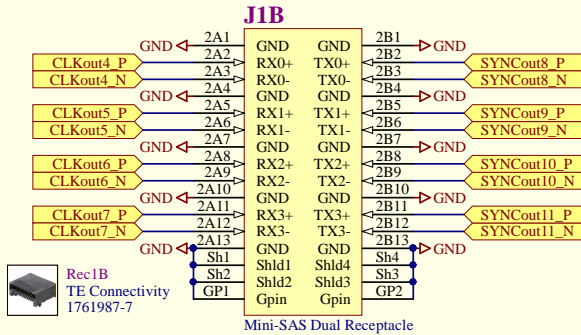 J1B
GND 2A1 GND GND 2B1 GND
CLKout4_P 2A2 RX0+ TX0+ 2B2 SYNCout8_P
CLKout4_N 2A3 RX0- TX0- 2B3 SYNCout8_N
GND 2A4 GND GND 2B4 GND
CLKout5_P 2A5 RX1+ TX1+ 2B5 SYNCout9_P
CLKout5_N 2A6 RX1- TX1- 2B6 SYNCout9_N
GND 2A7 GND GND 2B7 GND
CLKout6_P 2A8 RX2+ TX2+ 2B8 SYNCout10_P
CLKout6_N 2A9 RX2- TX2- 2B9 SYNCout10_N
GND 2A10 GND GND 2B10 GND
CLKout7_P 2A11 RX3+ TX3+ 2B11 SYNCout11_P
CLKout7_N 2A12 RX3- TX3- 2B12 SYNCout11_N
GND 2A13 GND GND 2B13 GND
Sh1 Shld1 Shld4 Sh4
Sh2 Shld2 Shld3 Sh3
GP1 Gpin Gpin GP2
Rec1B
TE Connectivity
1761987-7
Mini-SAS Dual Receptacle